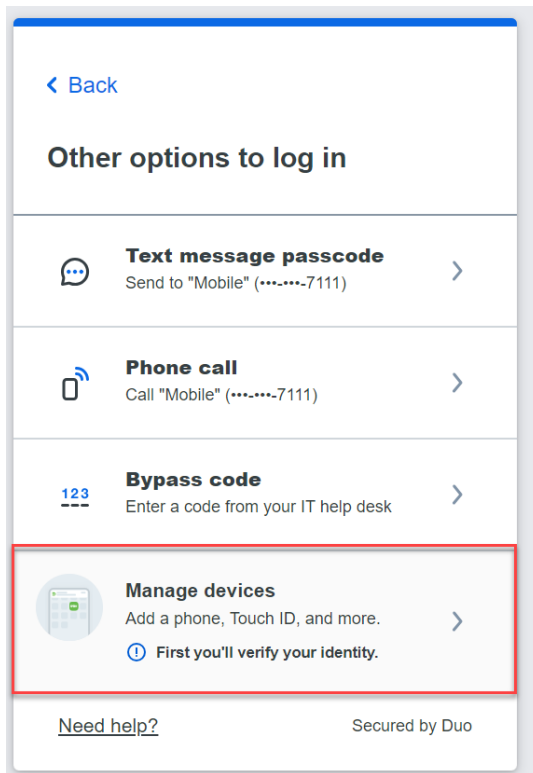 Back
Other options to log in
Text message passcode
Send to "Mobile" (•••-•••-7111)
Phone call
Call "Mobile" (•••-•••-7111)
123
Bypass code
Enter a code from your IT help desk
Manage devices
Add a phone, Touch ID, and more.
First you'll verify your identity.
Need help?
Secured by Duo